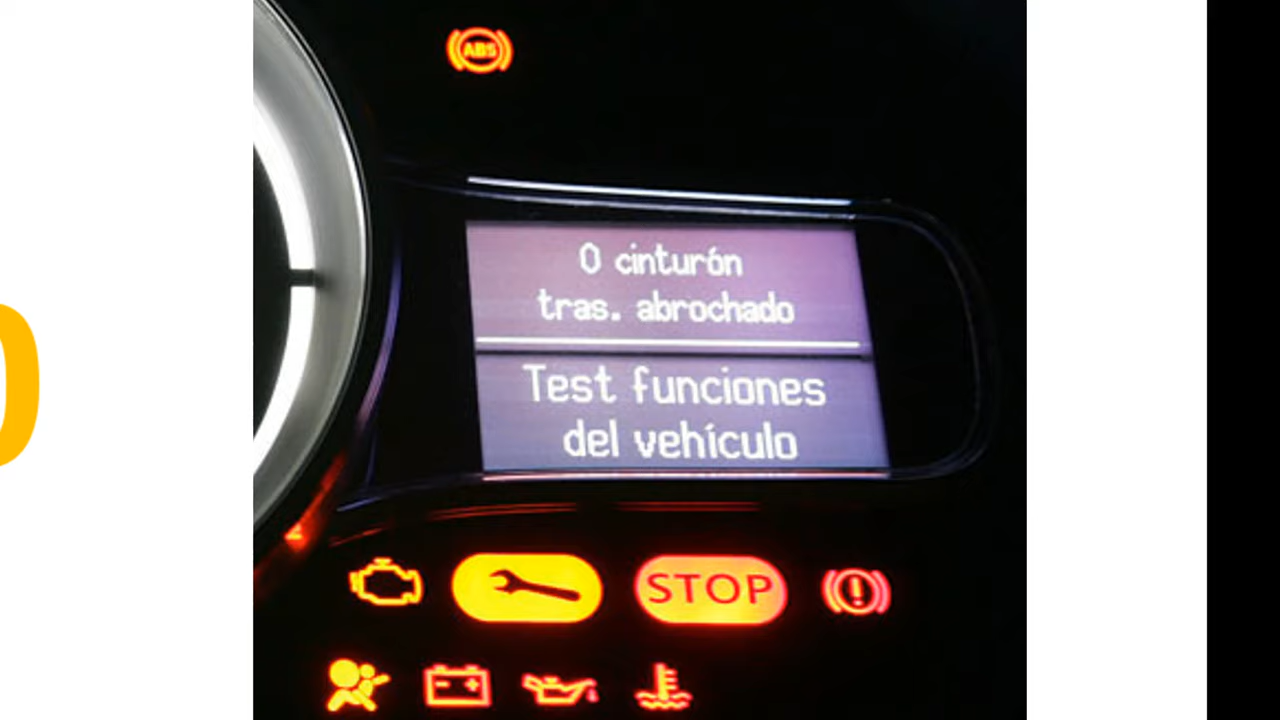 ABS
0 cinturón
tras. abrochado
Test funciones
del vehículo
STOP